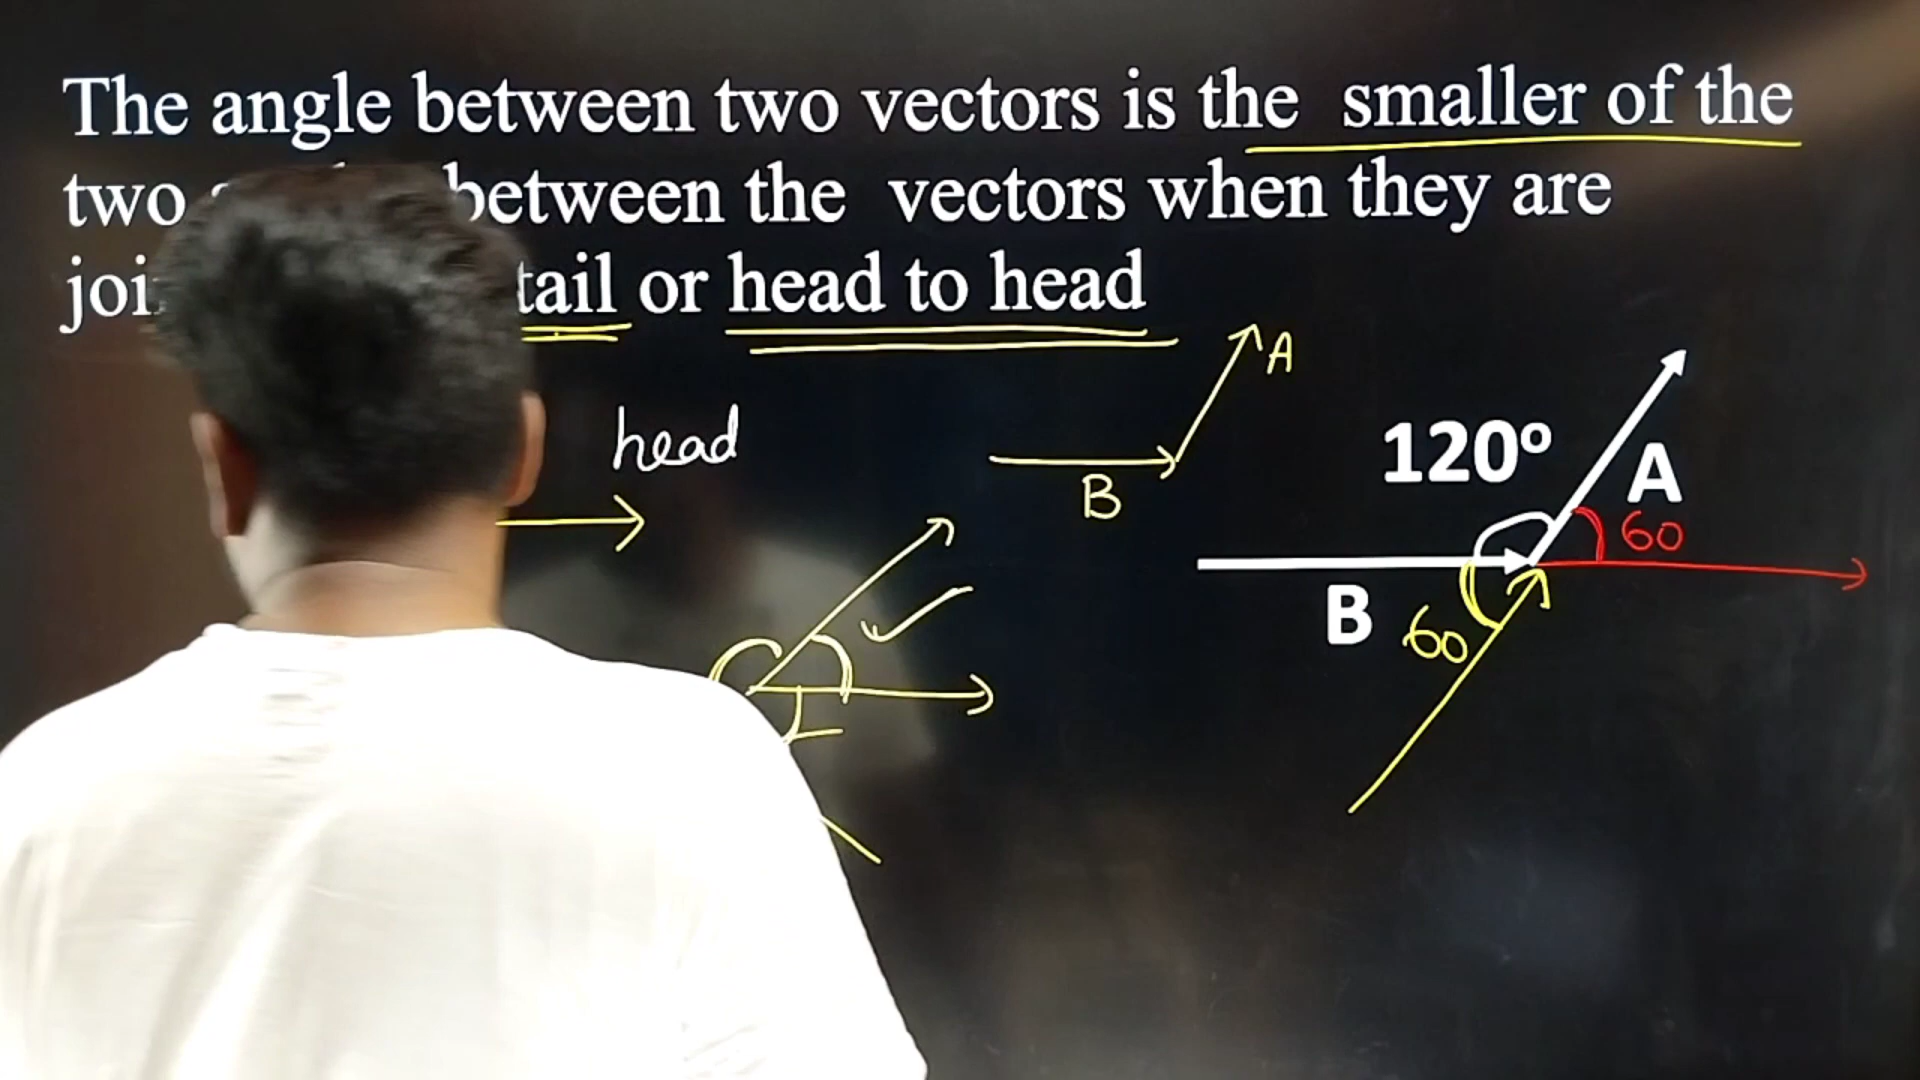 The angle between two vectors is the smaller of the
two between the vectors when they are
tail or head to head
A
head
120°
A
B
60
B
60